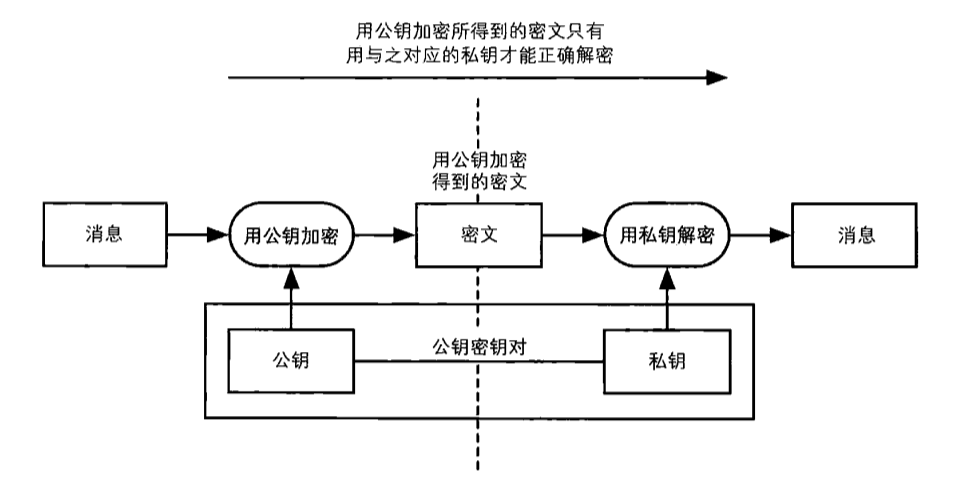 用公钥加密所得到的密文只有
用与之对应的私钥才能正确解密
用公钥加密
得到的密文
消息
用公钥加密
密文
用私钥解密
消息
公钥密钥对
公钥
私钥